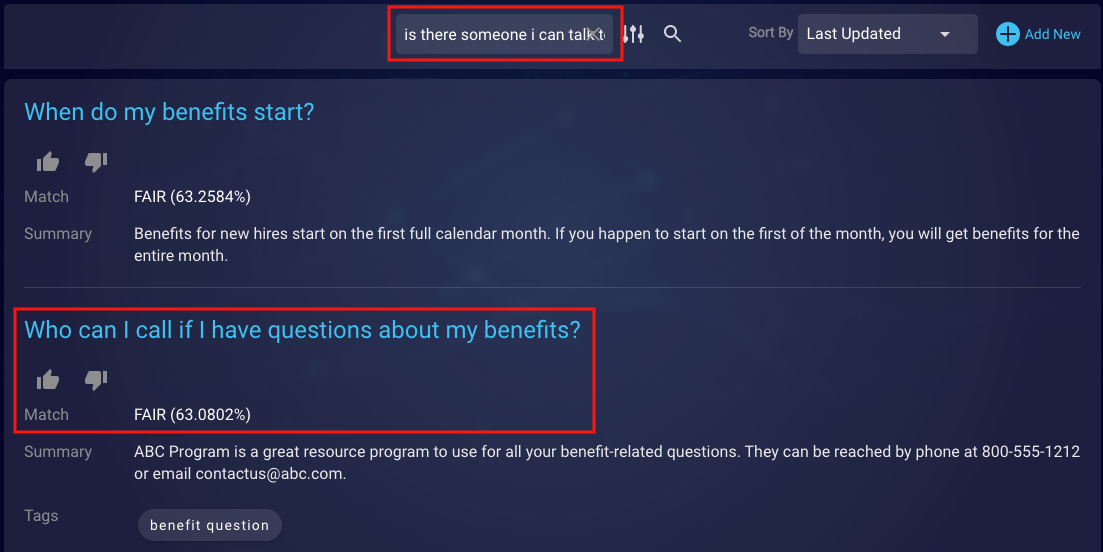 is there someone i can talk t
Sort By
Last Updated
Add New
When do my benefits start?
Match FAIR (63.2584%)
Summary Benefits for new hires start on the first full calendar month. If you happen to start on the first of the month, you will get benefits for the
entire month.
Who can I call if I have questions about my benefits?
Match FAIR (63.0802%)
Summary ABC Program is a great resource program to use for all your benefit-related questions. They can be reached by phone at 800-555-1212
or email contactus@abc.com.
Tags
benefit question